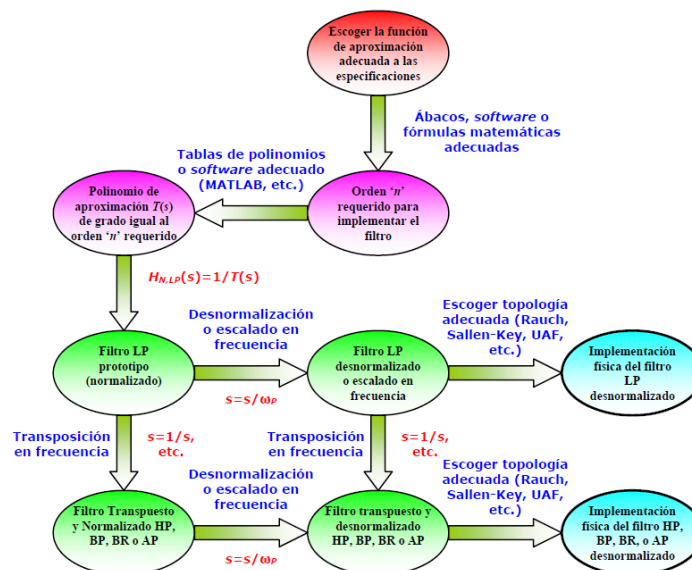 Escoger la función
de aproximación
adecuada a las
especificaciones
Ábacos, software o
fórmulas matemáticas
adecuadas
Tablas de polinomios
o software adecuado
(MATLAB, etc.)
Polinomio de
aproximación T(s)
de grado igual al
orden ‘n’ requerido
Orden ‘n’
requerido para
implementar el
filtro
H_N,LP(s)=1/T(s)
Desnormalización
o escalado en
frecuencia
Escoger topología
adecuada (Rauch,
Sallen-Key, UAF,
etc.)
Filtro LP
prototipo
(normalizado)
s=s/ω_P
Filtro LP
desnormalizado
o escalado en
frecuencia
Implementación
física del filtro
LP
desnormalizado
Transposición
en frecuencia
s=1/s,
etc.
Transposición
en frecuencia
s=1/s,
etc.
Desnormalización
o escalado en
frecuencia
Escoger topología
adecuada (Rauch,
Sallen-Key, UAF,
etc.)
Filtro Transpuesto
y Normalizado HP,
BP, BR o AP
s=s/ω_P
Filtro transpuesto y
desnormalizado
HP, BP, BR o AP
Implementación
física del filtro HP,
BP, BR, o AP
desnormalizado